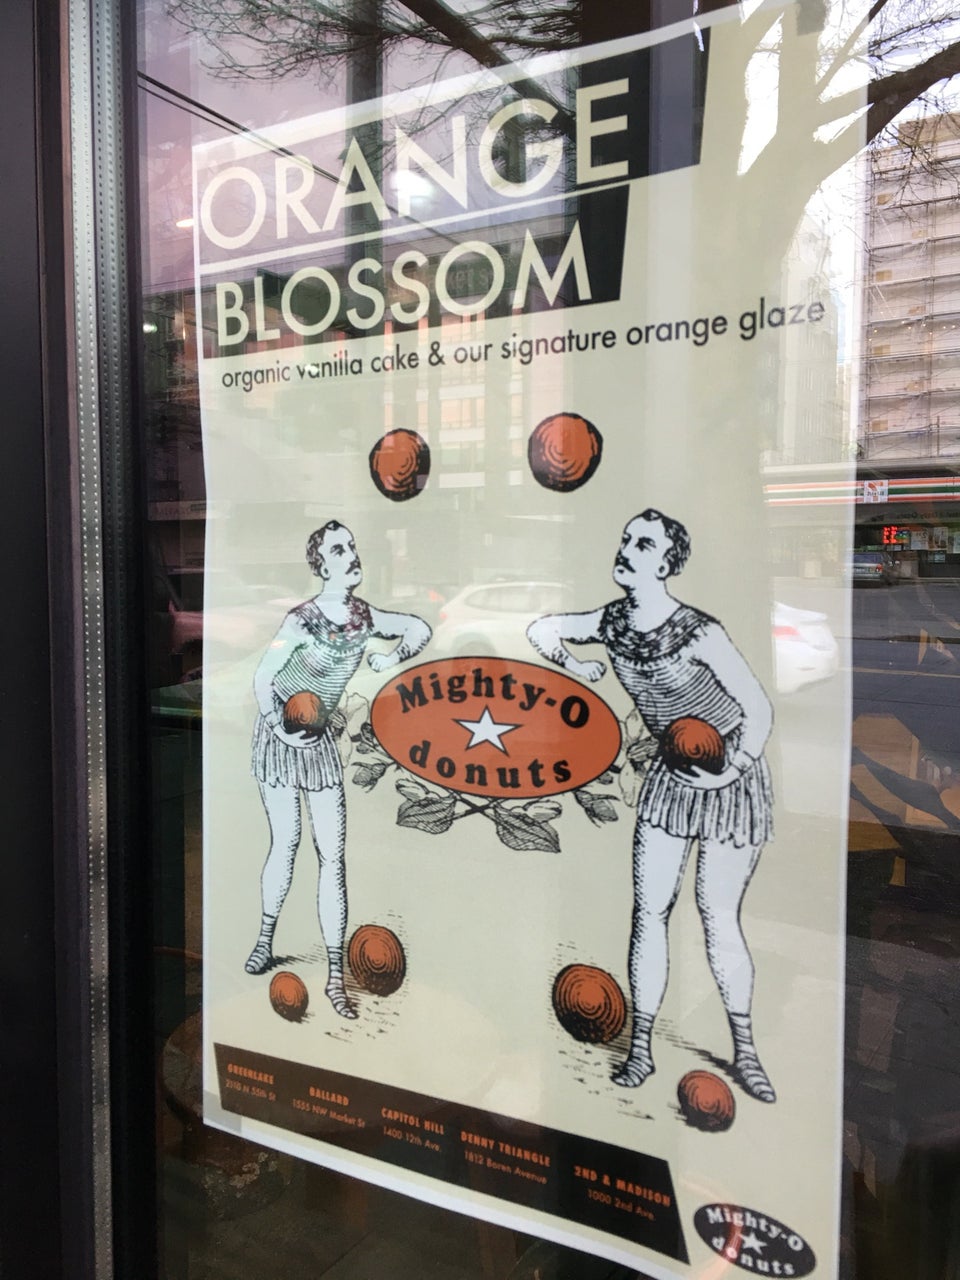 ORANGE
BLOSSOM
organic vanilla cake & our signature orange glaze
Mighty-O
donuts
GREENLAKE
2110 N 55th St
BALLARD
1555 NW Market St
CAPITOL HILL
1400 12th Ave.
DENNY TRIANGLE
1812 Boren Avenue
2ND & MADISON
1000 2nd Ave.
Mighty-O
donuts